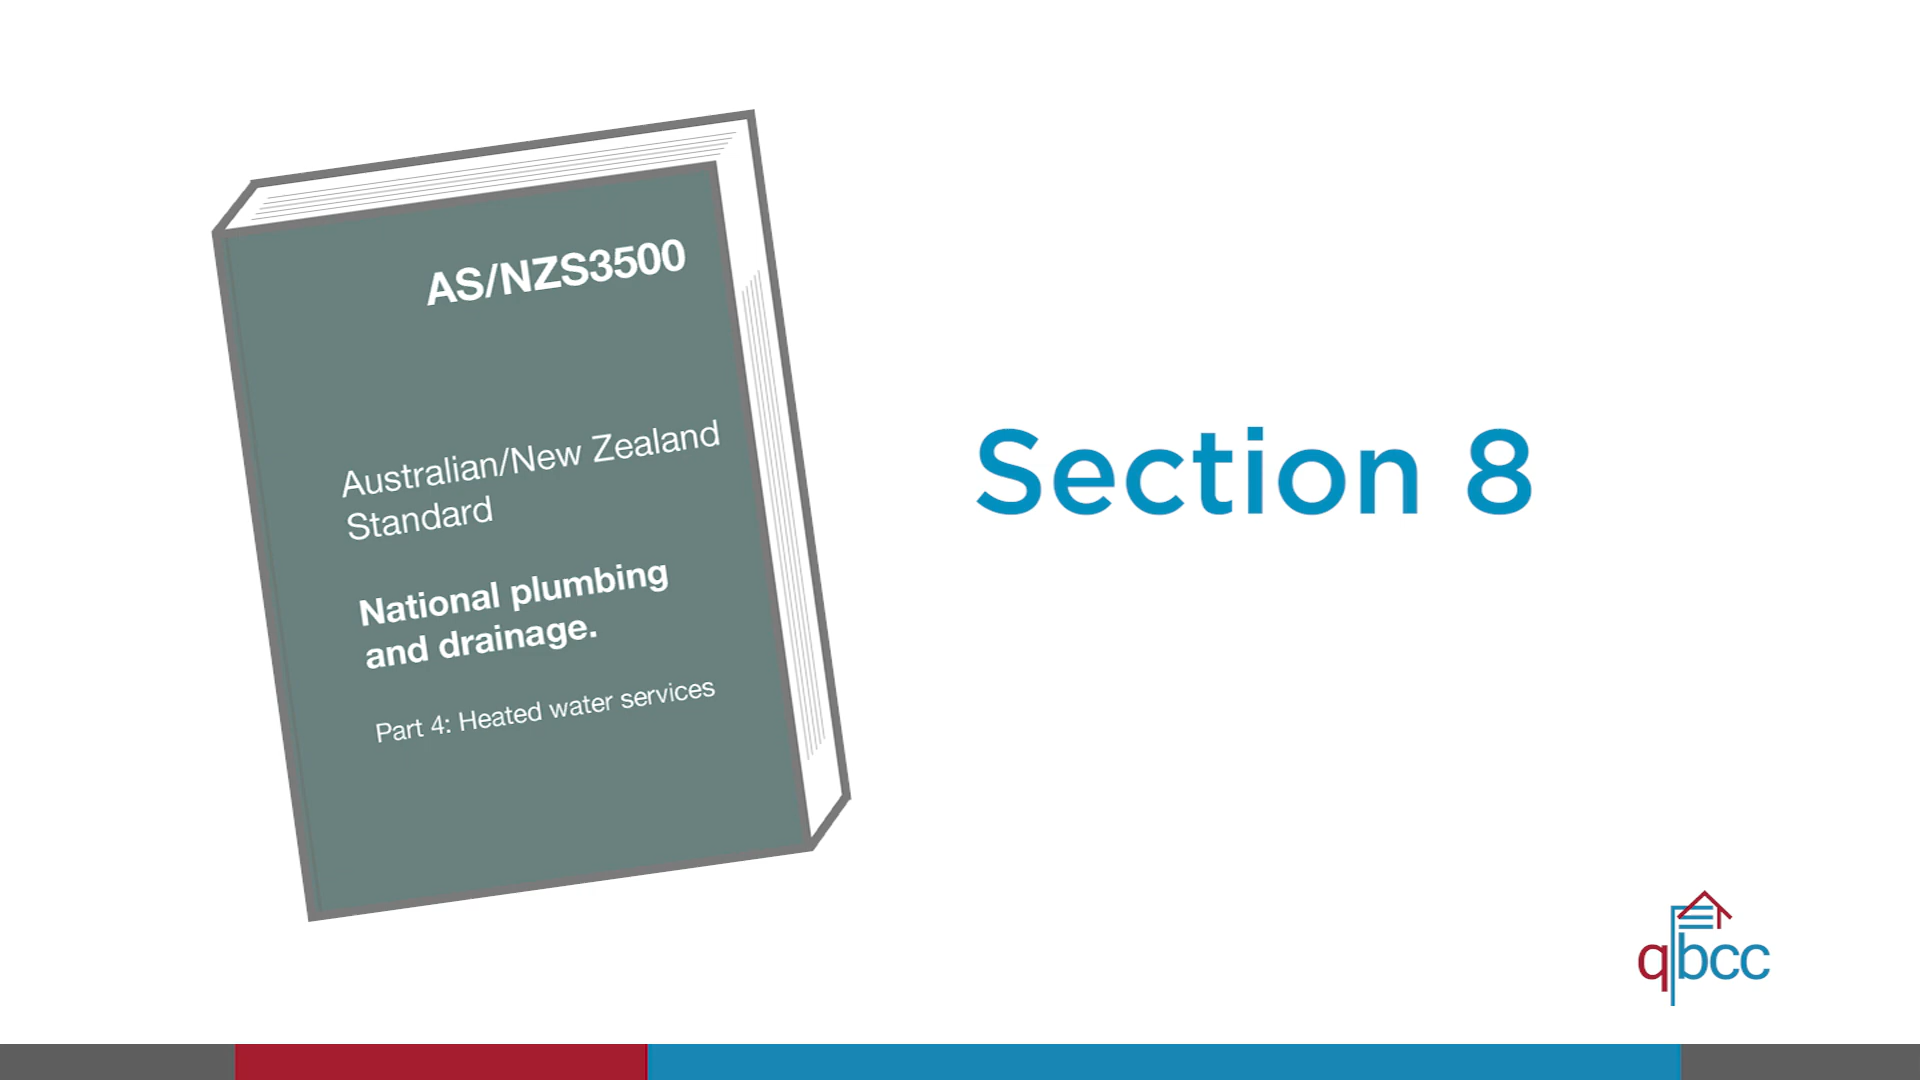 AS/NZS3500
Australian/New Zealand
Standard
National plumbing
and drainage.
Part 4: Heated water services
Section 8
qbcc